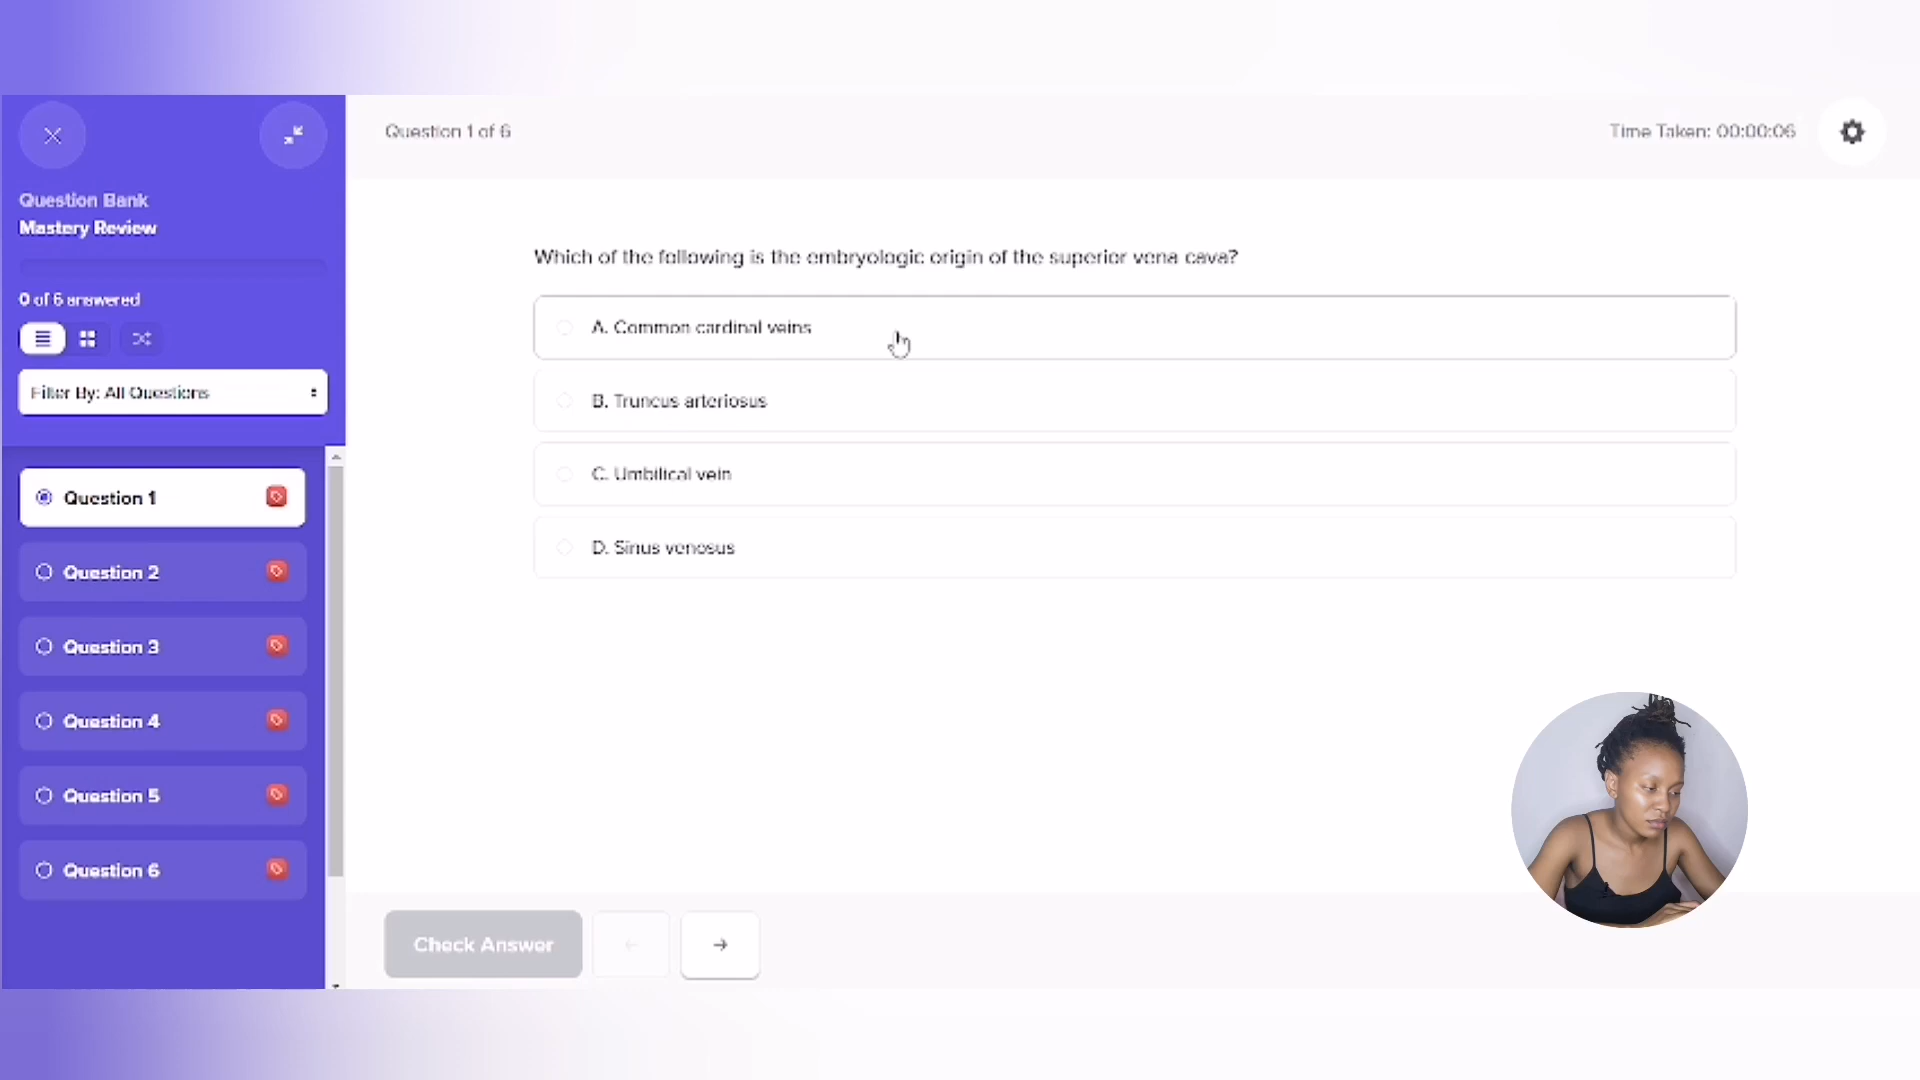 Question Bank
Mastery Review
0 of 6 answered
Filter By: All Questions
Question 1
Question 2
Question 3
Question 4
Question 5
Question 6
Question 1 of 6
Time Taken: 00:00:06
Which of the following is the embryologic origin of the superior vena cava?
A. Common cardinal veins
B. Truncus arteriosus
C. Umbilical vein
D. Sinus venosus
Check Answer